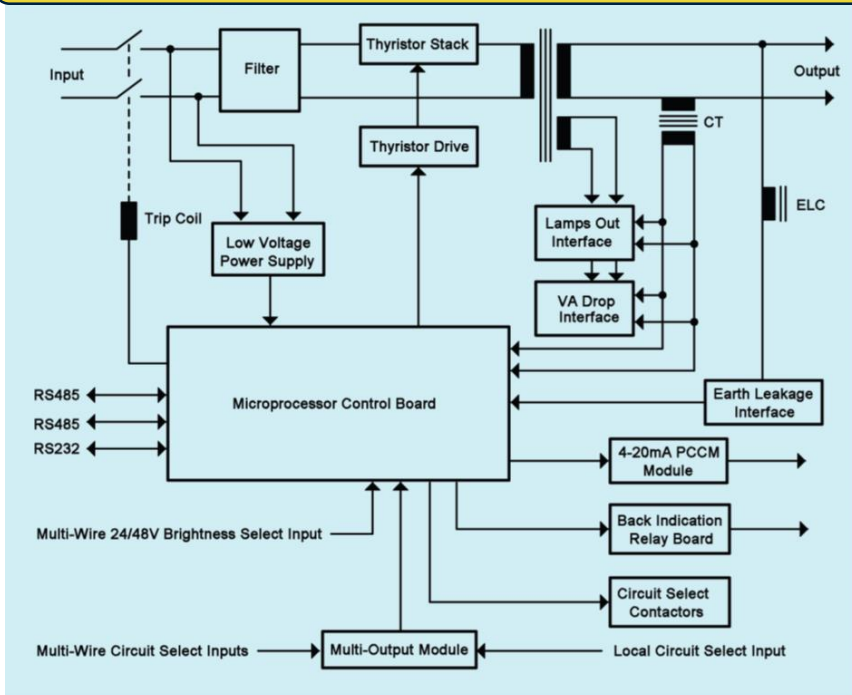 Thyristor Stack
Input
Filter
Output
CT
Thyristor Drive
Trip Coil
ELC
Low Voltage
Power Supply
Lamps Out
Interface
VA Drop
Interface
Microprocessor Control Board
RS485
RS485
RS232
Earth Leakage
Interface
4-20mA PCCM
Module
Multi-Wire 24/48V Brightness Select Input
Back Indication
Relay Board
Circuit Select
Contactors
Multi-Wire Circuit Select Inputs
Multi-Output Module
Local Circuit Select Input